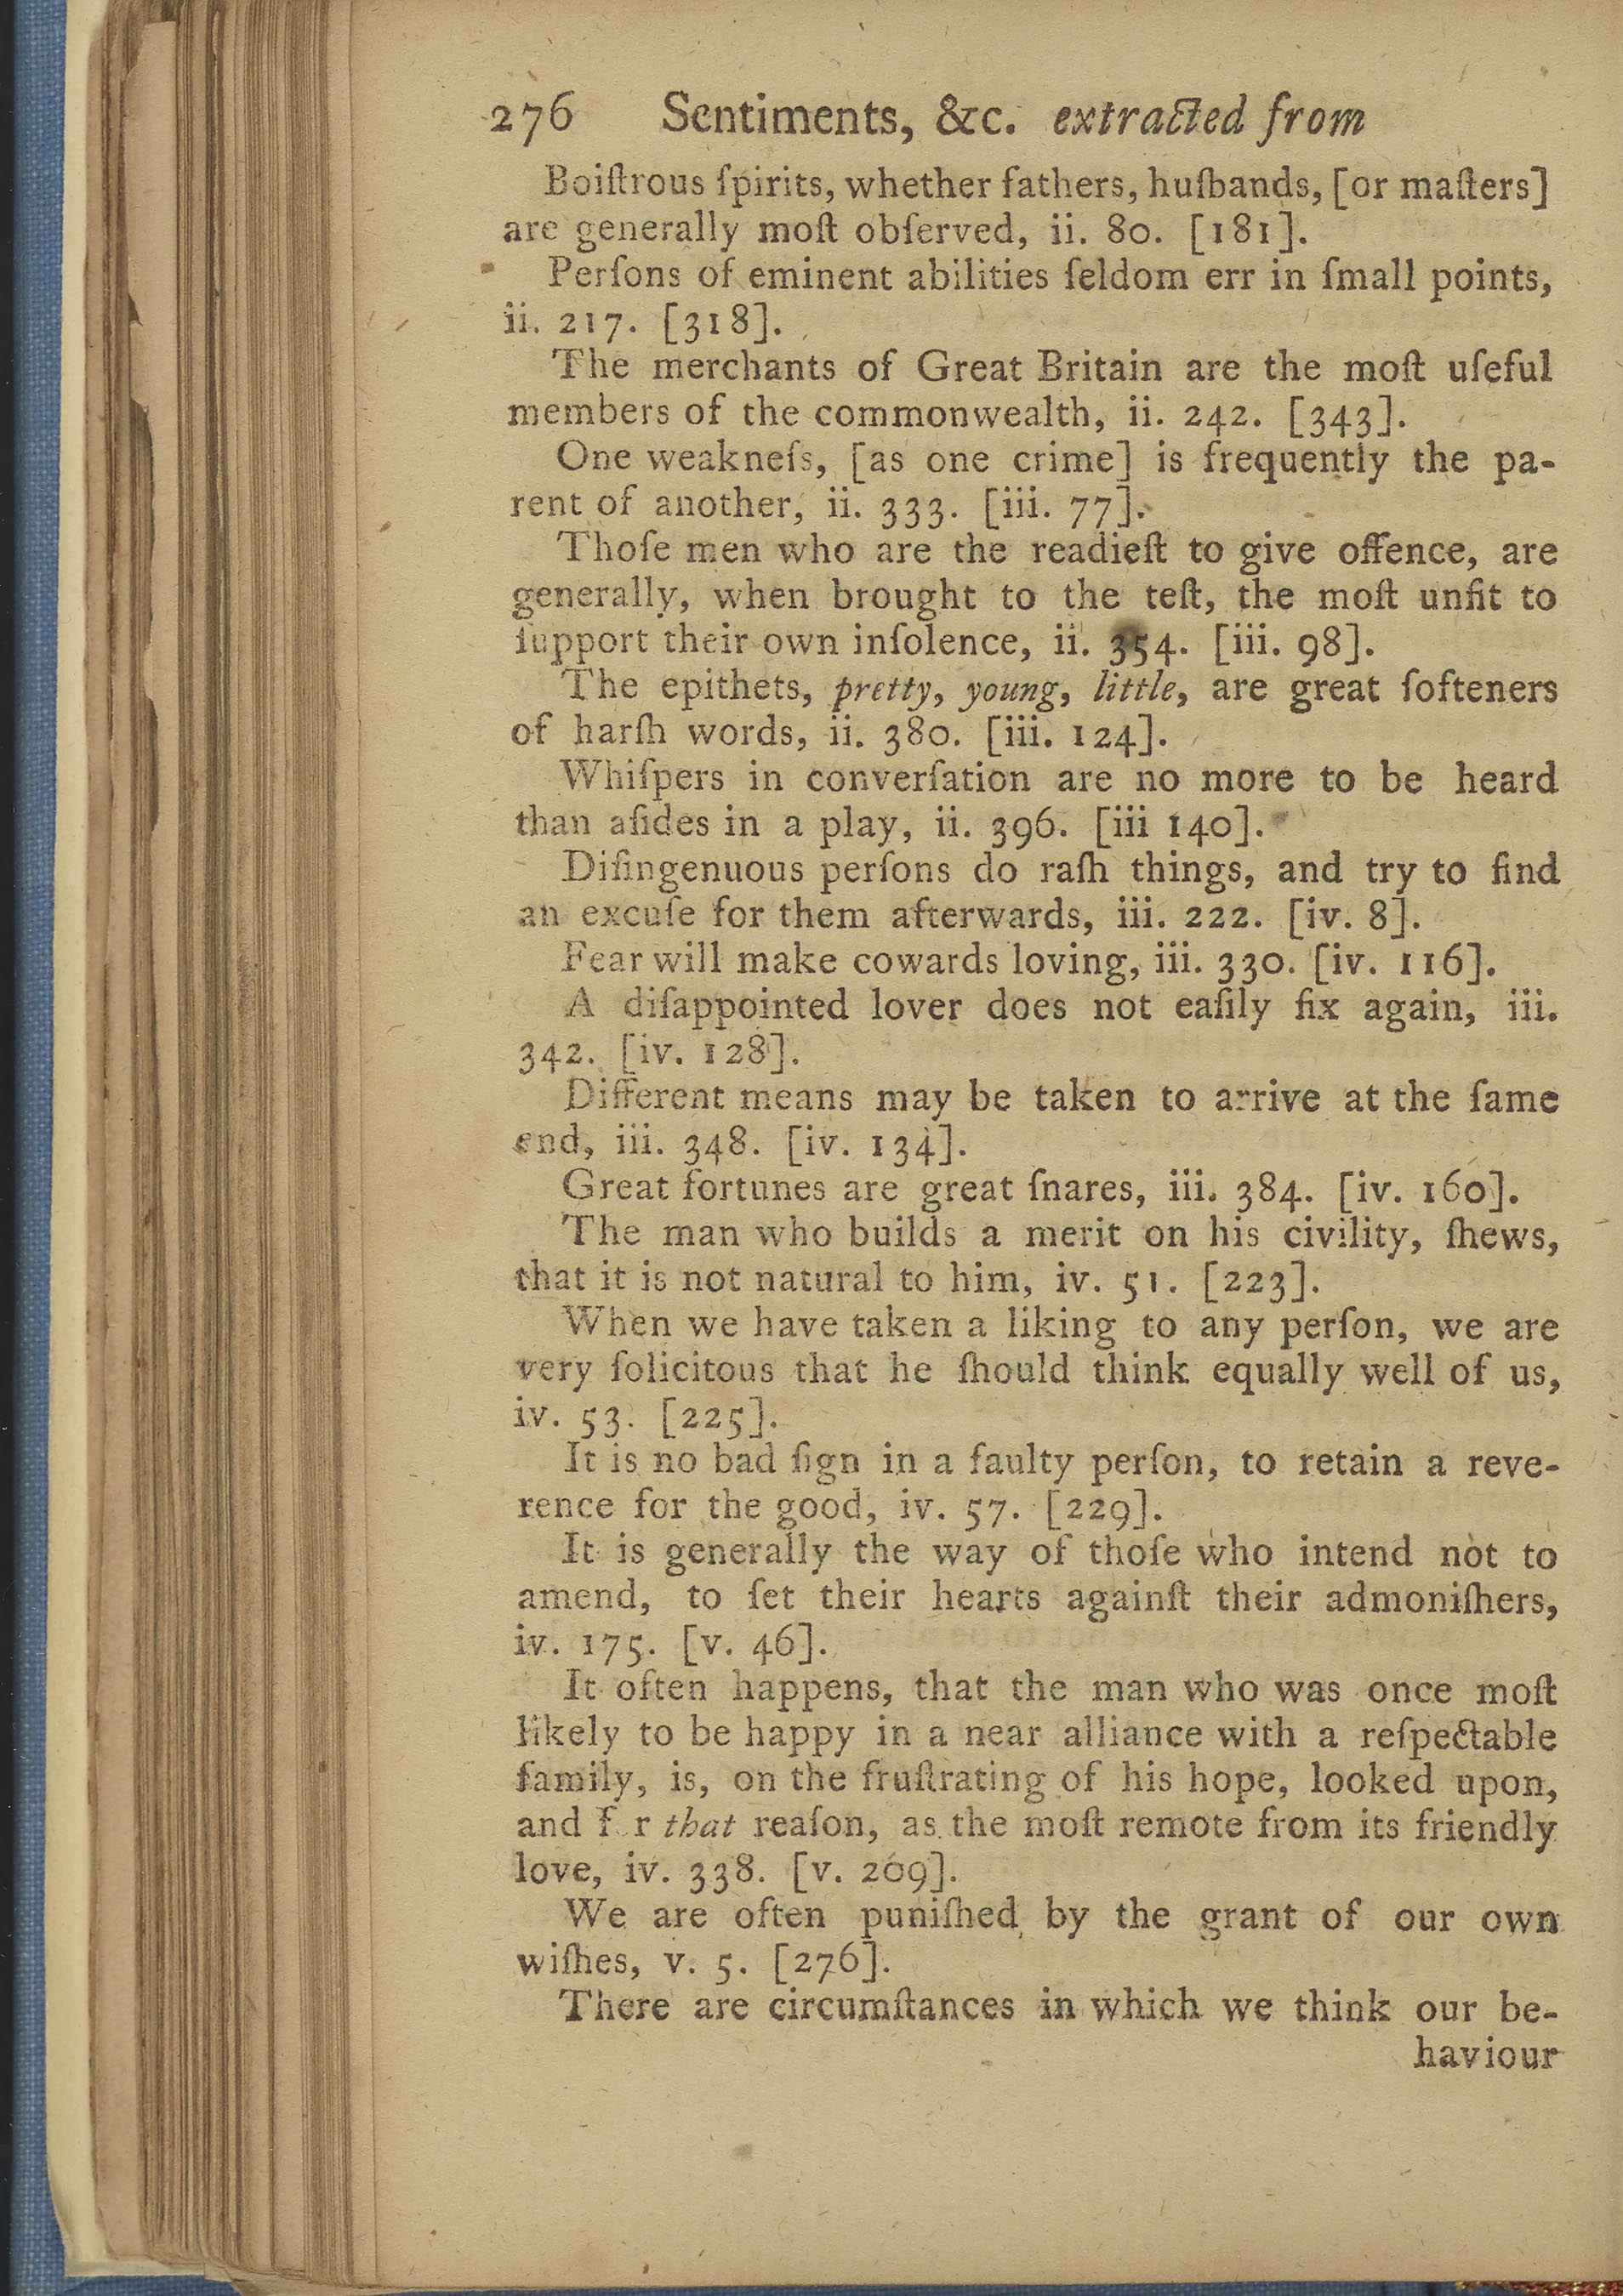 276 Sentiments, &c. extracted from
Boiſtrous ſpirits, whether fathers, huſbands, [or maſters]
are generally moſt obſerved, ii. 80. [181].
Perſons of eminent abilities ſeldom err in ſmall points,
ii. 217. [318].
The merchants of Great Britain are the moſt uſeful
members of the commonwealth, ii. 242. [343].
One weakneſs, [as one crime] is frequently the pa-
rent of another, ii. 333. [iii. 77].
Thoſe men who are the readieſt to give offence, are
generally, when brought to the teſt, the moſt unfit to
ſupport their own inſolence, ii. 354. [iii. 98].
The epithets, pretty, young, little, are great ſofteners
of harſh words, ii. 380. [iii. 124].
Whiſpers in converſation are no more to be heard
than aſides in a play, ii. 396. [iii 140].
Diſingenuous perſons do raſh things, and try to find
an excuſe for them afterwards, iii. 222. [iv. 8].
Fear will make cowards loving, iii. 330. [iv. 116].
A diſappointed lover does not eaſily fix again, iii.
342. [iv. 128].
Different means may be taken to arrive at the ſame
end, iii. 348. [iv. 134].
Great fortunes are great ſnares, iii. 384. [iv. 160].
The man who builds a merit on his civility, ſhews,
that it is not natural to him, iv. 51. [223].
When we have taken a liking to any perſon, we are
very ſolicitous that he ſhould think equally well of us,
iv. 53. [225].
It is no bad ſign in a faulty perſon, to retain a reve-
rence for the good, iv. 57. [229].
It is generally the way of thoſe who intend not to
amend, to ſet their hearts againſt their admoniſhers,
iv. 175. [v. 46].
It often happens, that the man who was once moſt
likely to be happy in a near alliance with a reſpectable
family, is, on the fruſtrating of his hope, looked upon,
and f r that reaſon, as the moſt remote from its friendly
love, iv. 338. [v. 209].
We are often puniſhed by the grant of our own
wiſhes, v. 5. [276].
There are circumſtances in which we think our be-
haviour